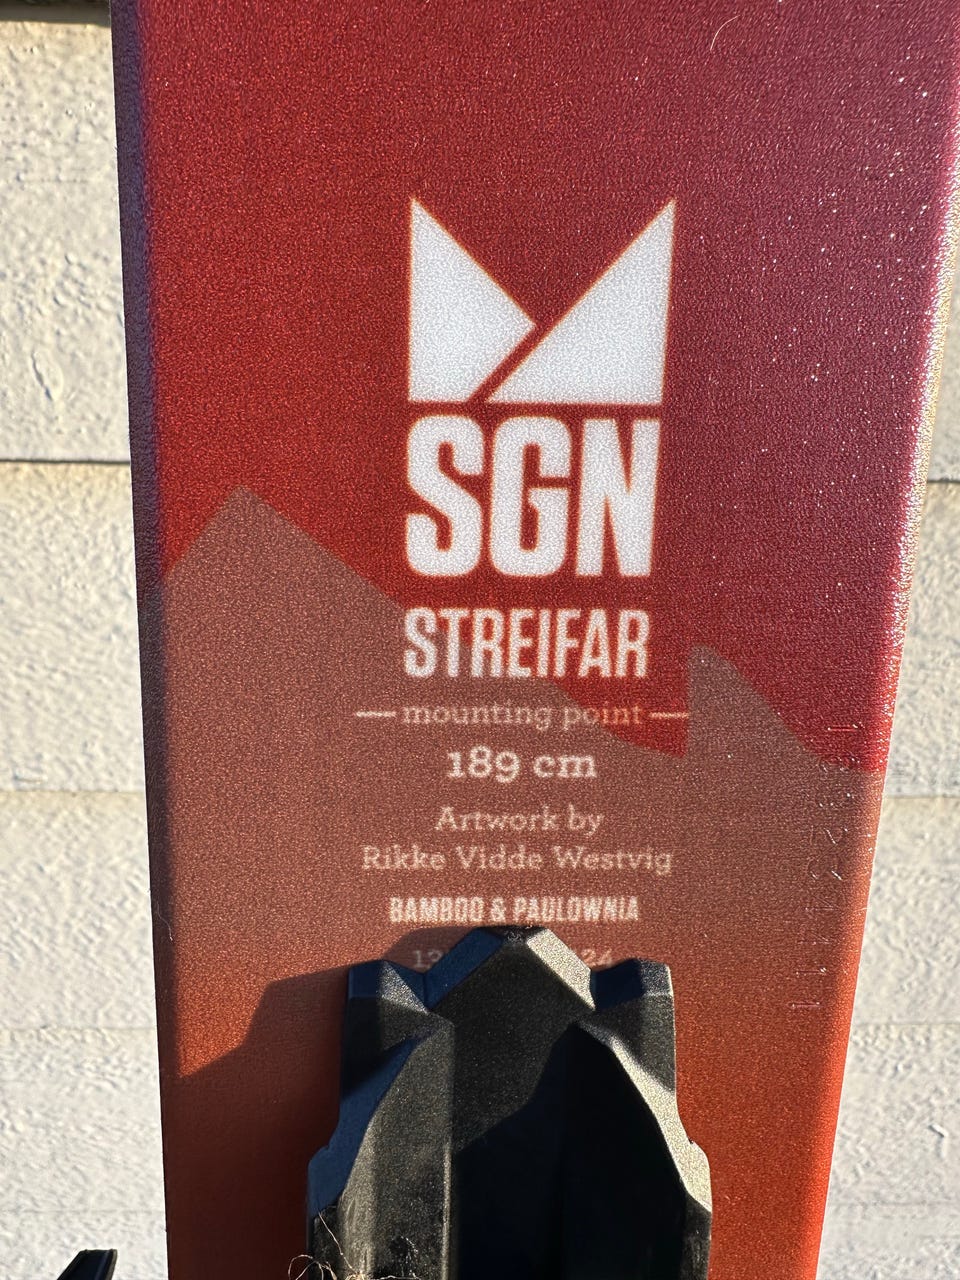 SGN
STREIFAR
mounting point
189 cm
Artwork by
Rikke Vidde Westvig
BAMBOO & PAULOWNIA